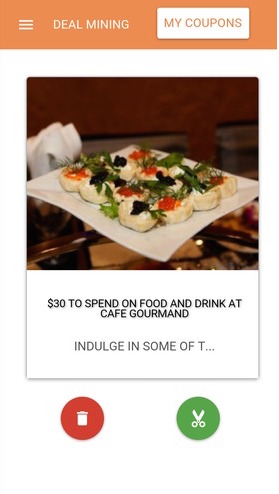 DEAL MINING
MY COUPONS
$30 TO SPEND ON FOOD AND DRINK AT
CAFE GOURMAND
INDULGE IN SOME OF T...